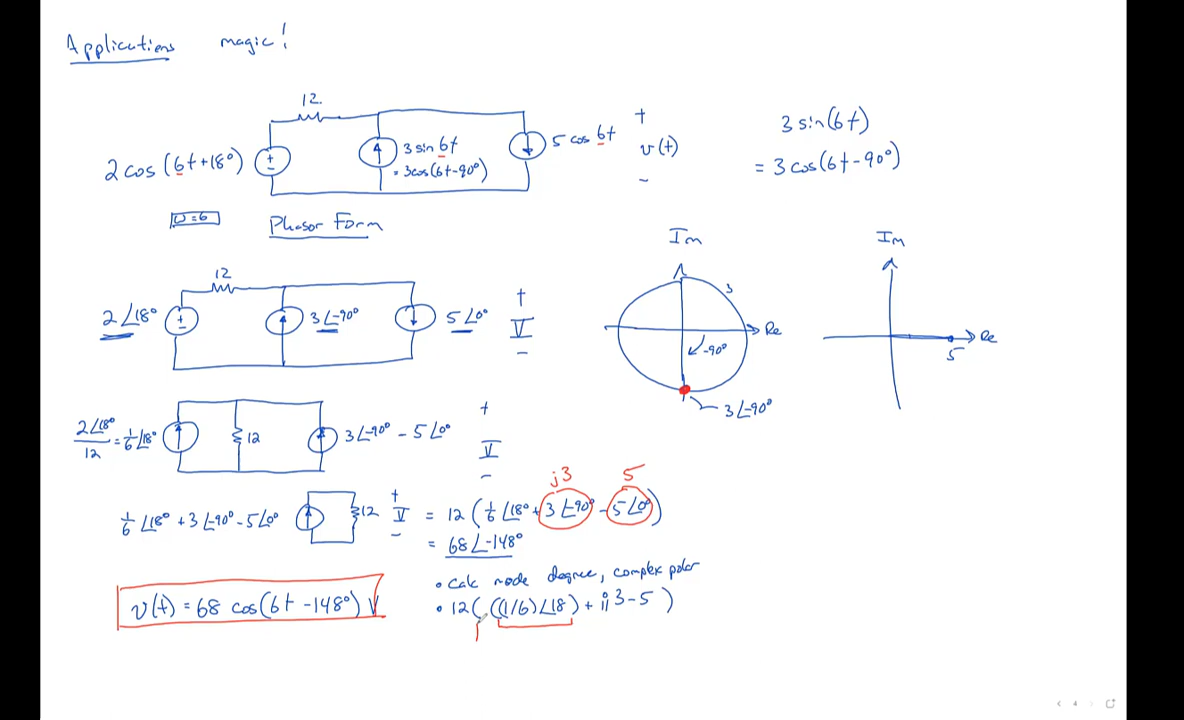 Applications magic!
12
2 cos (6t+18°)
3 sin 6t
= 3cos(6t-90°)
5 cos 6t
+
v(t)
-
3 sin(6t)
= 3 cos(6t-90°)
ω=6
Phasor Form
12
2∠18°
3∠-90°
5∠0°
+
V
-
Im
3
Re
-90°
3∠-90°
Im
Re
5
2∠18°/12 = 1/6∠18°
12
3∠-90° - 5∠0°
+
V
-
j3 5
1/6∠18° + 3∠-90° - 5∠0°
12
+
V
-
= 12 (1/6∠18° + 3∠-90° - 5∠0°)
= 68∠-148°
v(t) = 68 cos(6t -148°) V
• calc mode degree, complex polar
• 12( ((1/6)∠18) + i3-5 )
4